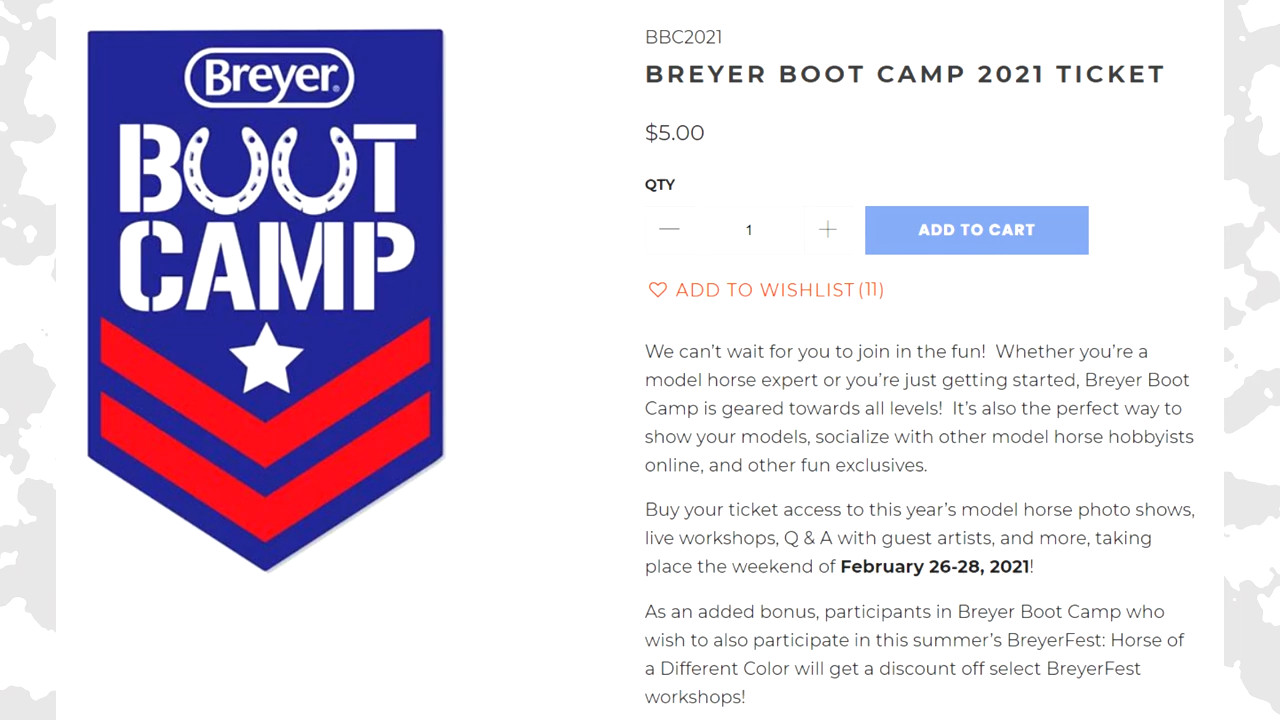 Breyer®
BOOT
CAMP
BBC2021
BREYER BOOT CAMP 2021 TICKET
$5.00
QTY
— 1 + ADD TO CART
ADD TO WISHLIST (11)
We can’t wait for you to join in the fun!  Whether you’re a
model horse expert or you’re just getting started, Breyer Boot
Camp is geared towards all levels!  It’s also the perfect way to
show your models, socialize with other model horse hobbyists
online, and other fun exclusives.
Buy your ticket access to this year’s model horse photo shows,
live workshops, Q & A with guest artists, and more, taking
place the weekend of February 26-28, 2021!
As an added bonus, participants in Breyer Boot Camp who
wish to also participate in this summer’s BreyerFest: Horse of
a Different Color will get a discount off select BreyerFest
workshops!